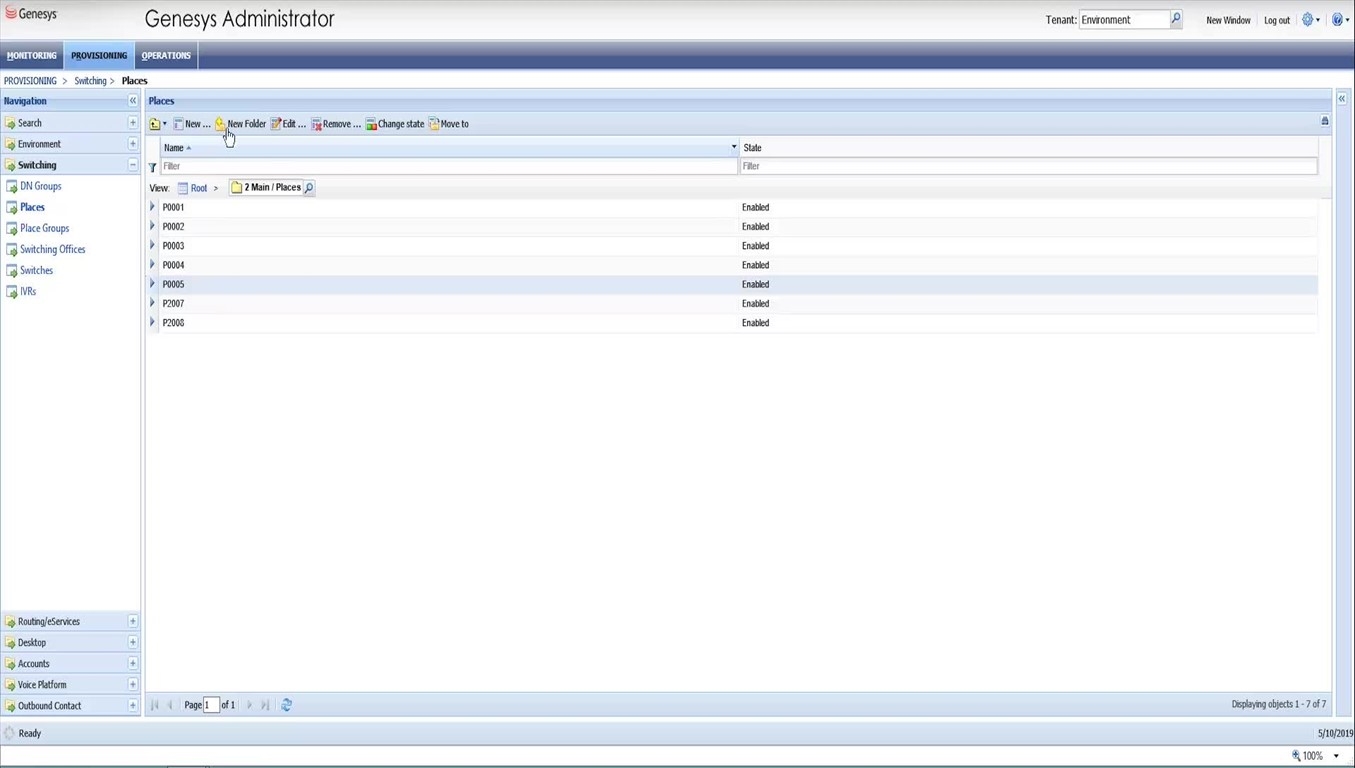 Genesys
Genesys Administrator
Tenant: Environment
New Window Log out
MONITORING PROVISIONING OPERATIONS
PROVISIONING > Switching > Places
Navigation
Search
Environment
Switching
DN Groups
Places
Place Groups
Switching Offices
Switches
IVRs
Routing/eServices
Desktop
Accounts
Voice Platform
Outbound Contact
Places
New ... New Folder Edit ... Remove ... Change state Move to
Name State
Filter Filter
View: Root > 2 Main / Places
P0001 Enabled
P0002 Enabled
P0003 Enabled
P0004 Enabled
P0005 Enabled
P2007 Enabled
P2008 Enabled
Page 1 of 1 Displaying objects 1 - 7 of 7
Ready 5/10/2019
100%